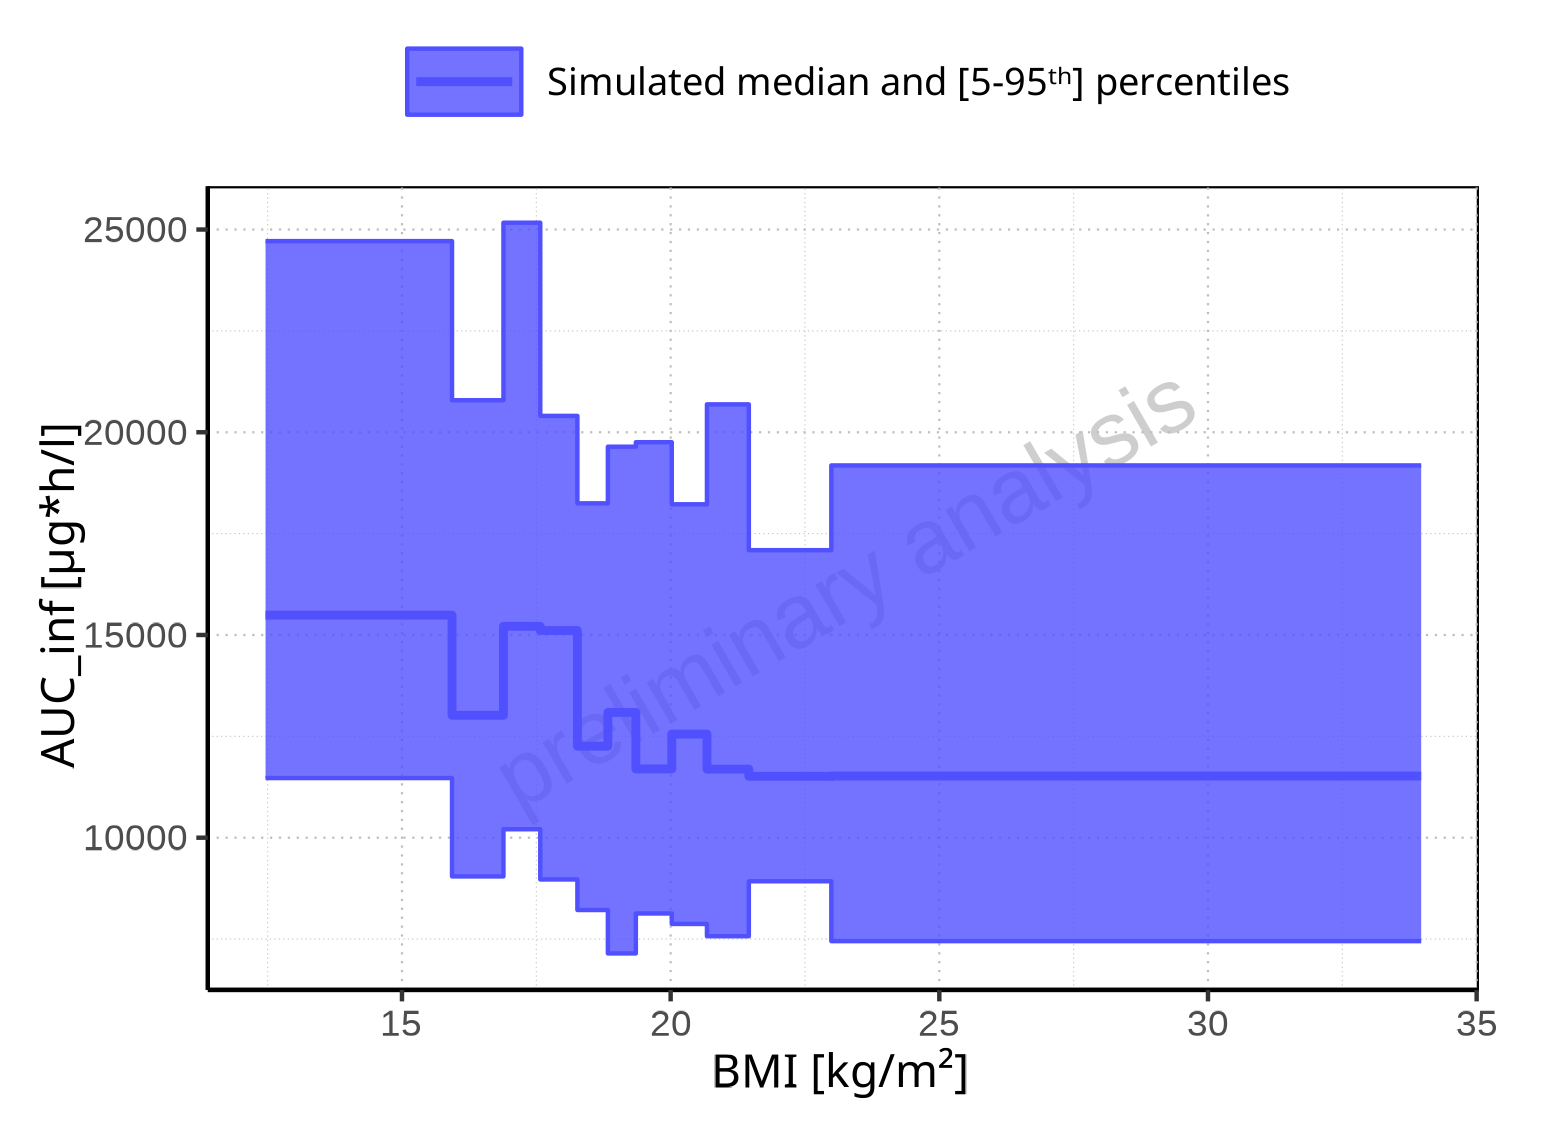 Simulated median and [5-95ᵗʰ] percentiles
25000
20000
15000
10000
AUC_inf [µg*h/l]
preliminary analysis
15 20 25 30 35
BMI [kg/m²]